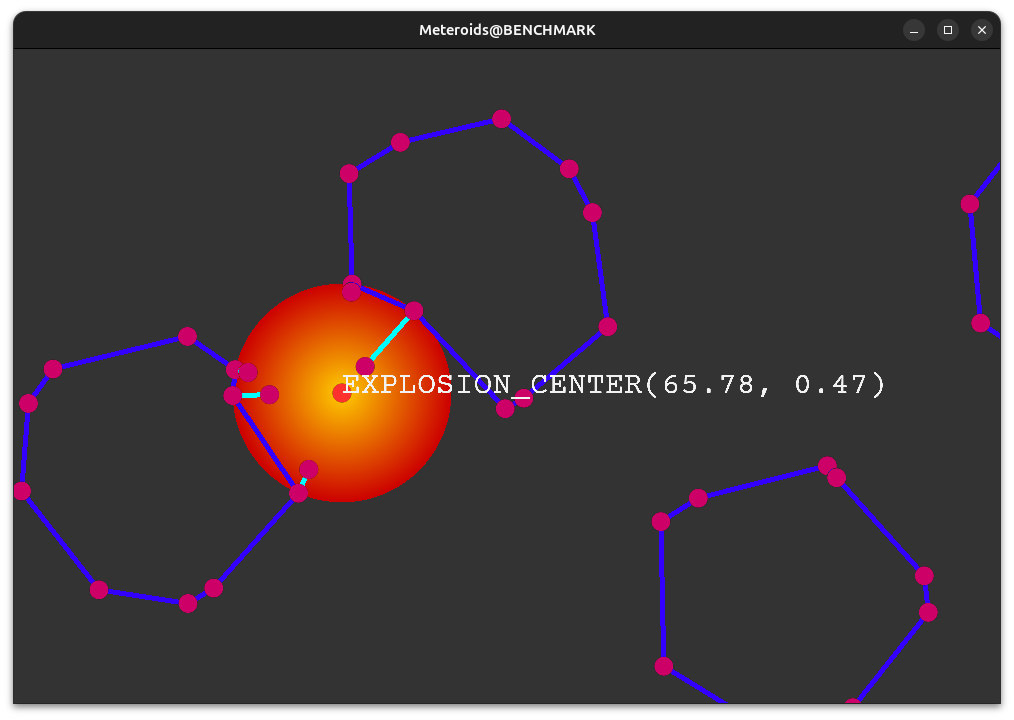 Meteroids@BENCHMARK
EXPLOSION_CENTER(65.78, 0.47)